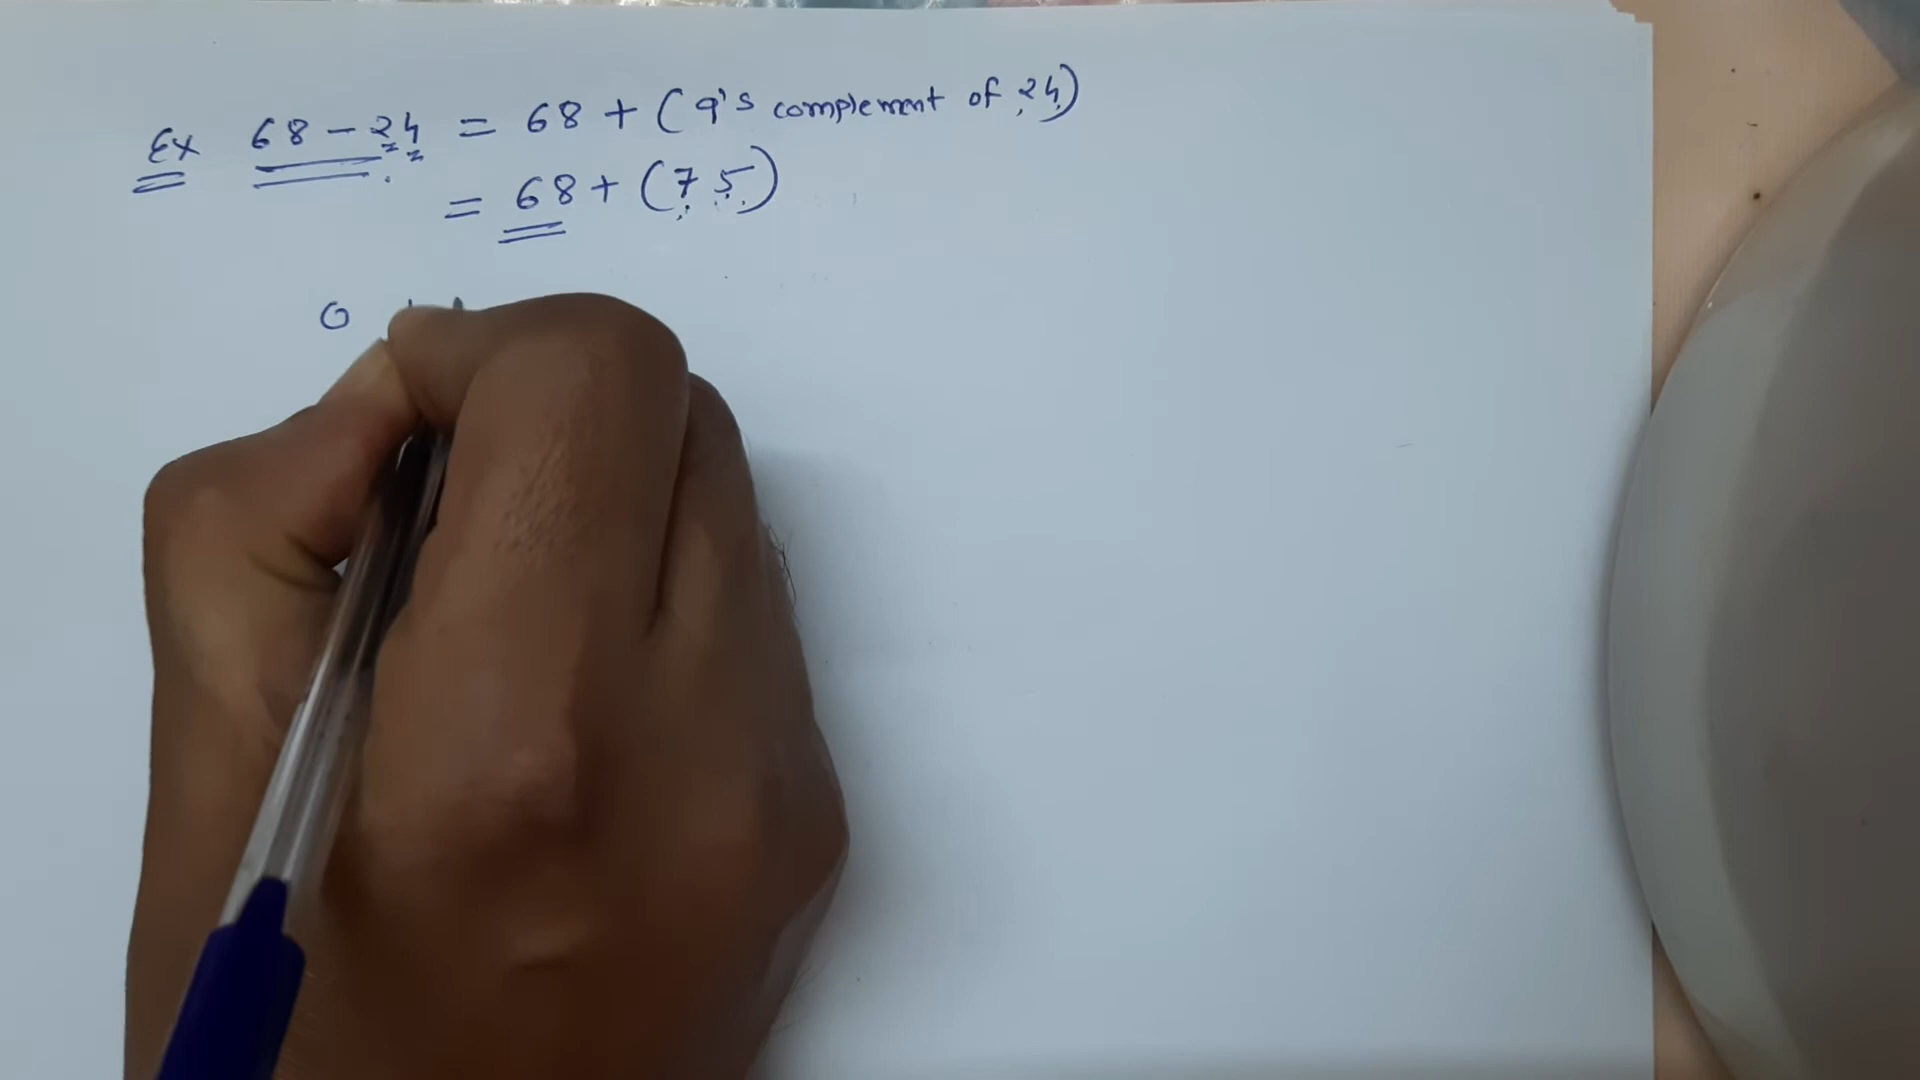 Ex 68 - 24 = 68 + (9's complement of 24)
= 68 + (75)
0